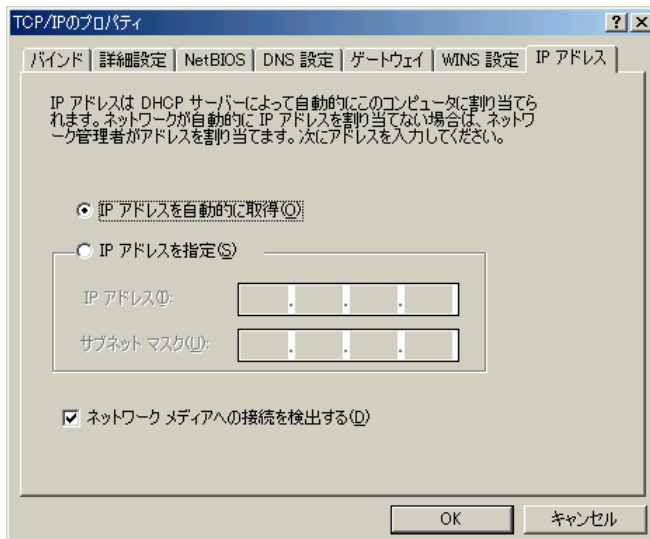 TCP/IPのプロパティ
バインド 詳細設定 NetBIOS DNS 設定 ゲートウェイ WINS 設定 IP アドレス
IP アドレスは DHCP サーバーによって自動的にこのコンピュータに割り当てら
れます。ネットワークが自動的に IP アドレスを割り当てない場合は、ネットワ
ーク管理者がアドレスを割り当てます。次にアドレスを入力してください。
IP アドレスを自動的に取得(O)
IP アドレスを指定(S)
IP アドレス(I):
サブネット マスク(U):
ネットワーク メディアへの接続を検出する(D)
OK キャンセル